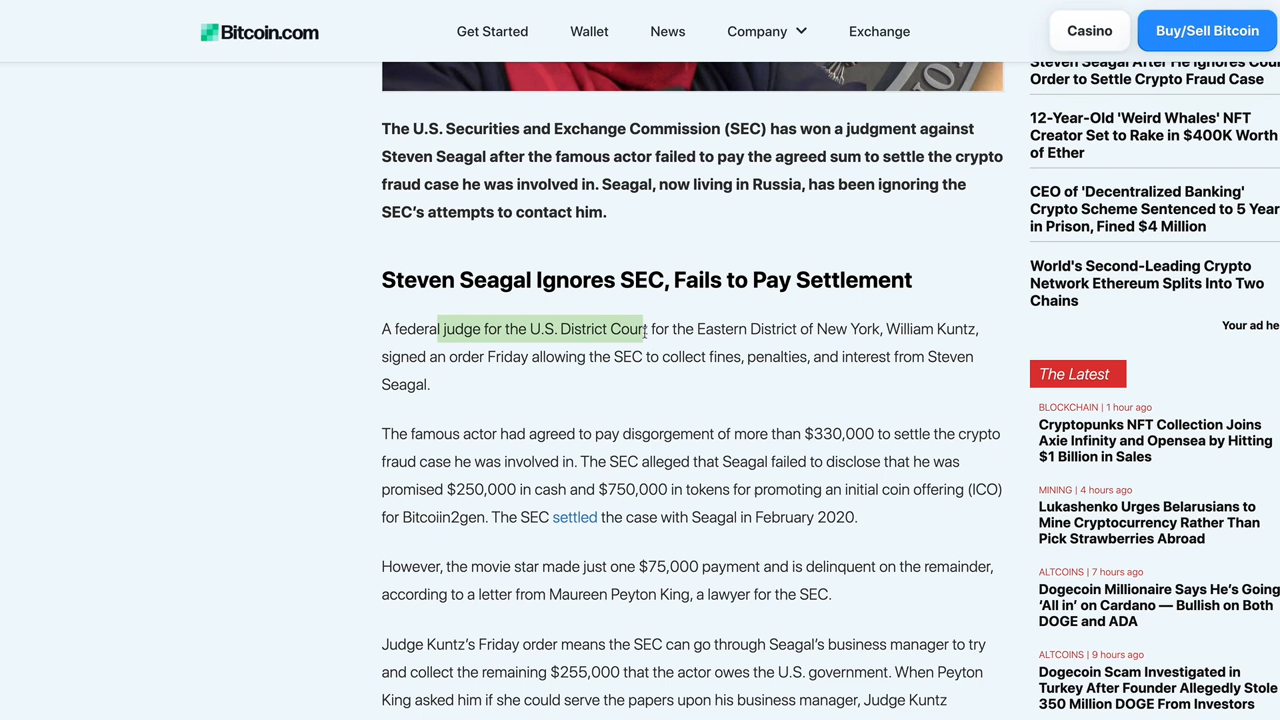 Bitcoin.com
Get Started
Wallet
News
Company
Exchange
Casino
Buy/Sell Bitcoin
The U.S. Securities and Exchange Commission (SEC) has won a judgment against
Steven Seagal after the famous actor failed to pay the agreed sum to settle the crypto
fraud case he was involved in. Seagal, now living in Russia, has been ignoring the
SEC’s attempts to contact him.
Steven Seagal Ignores SEC, Fails to Pay Settlement
A federal judge for the U.S. District Court for the Eastern District of New York, William Kuntz,
signed an order Friday allowing the SEC to collect fines, penalties, and interest from Steven
Seagal.
The famous actor had agreed to pay disgorgement of more than $330,000 to settle the crypto
fraud case he was involved in. The SEC alleged that Seagal failed to disclose that he was
promised $250,000 in cash and $750,000 in tokens for promoting an initial coin offering (ICO)
for Bitcoiin2gen. The SEC settled the case with Seagal in February 2020.
However, the movie star made just one $75,000 payment and is delinquent on the remainder,
according to a letter from Maureen Peyton King, a lawyer for the SEC.
Judge Kuntz’s Friday order means the SEC can go through Seagal’s business manager to try
and collect the remaining $255,000 that the actor owes the U.S. government. When Peyton
King asked him if she could serve the papers upon his business manager, Judge Kuntz
Steven Seagal After He Ignores Cour
Order to Settle Crypto Fraud Case
12-Year-Old 'Weird Whales' NFT
Creator Set to Rake in $400K Worth
of Ether
CEO of 'Decentralized Banking'
Crypto Scheme Sentenced to 5 Year
in Prison, Fined $4 Million
World's Second-Leading Crypto
Network Ethereum Splits Into Two
Chains
Your ad he
The Latest
BLOCKCHAIN | 1 hour ago
Cryptopunks NFT Collection Joins
Axie Infinity and Opensea by Hitting
$1 Billion in Sales
MINING | 4 hours ago
Lukashenko Urges Belarusians to
Mine Cryptocurrency Rather Than
Pick Strawberries Abroad
ALTCOINS | 7 hours ago
Dogecoin Millionaire Says He’s Going
‘All in’ on Cardano — Bullish on Both
DOGE and ADA
ALTCOINS | 9 hours ago
Dogecoin Scam Investigated in
Turkey After Founder Allegedly Stole
350 Million DOGE From Investors